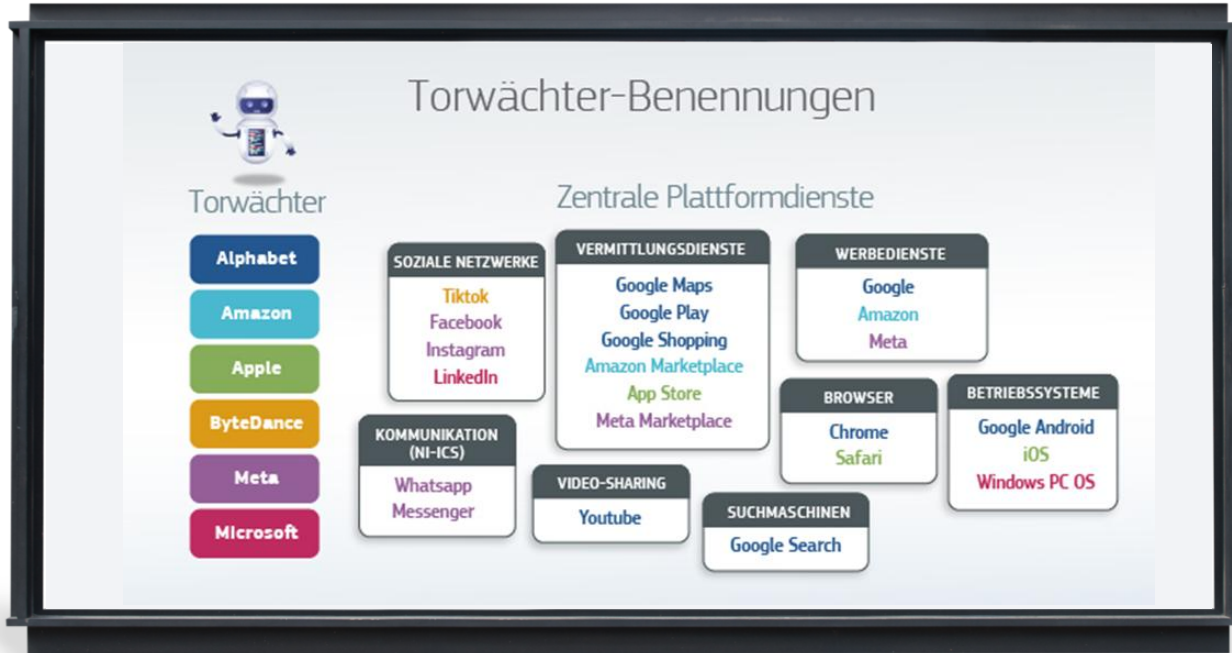 Torwächter-Benennungen
Torwächter
Alphabet
Amazon
Apple
ByteDance
Meta
Microsoft
Zentrale Plattformdienste
SOZIALE NETZWERKE
Tiktok
Facebook
Instagram
LinkedIn
VERMITTLUNGSDIENSTE
Google Maps
Google Play
Google Shopping
Amazon Marketplace
App Store
Meta Marketplace
WERBEDIENSTE
Google
Amazon
Meta
KOMMUNIKATION
(NI-ICS)
Whatsapp
Messenger
VIDEO-SHARING
Youtube
BROWSER
Chrome
Safari
SUCHMASCHINEN
Google Search
BETRIEBSSYSTEME
Google Android
iOS
Windows PC OS